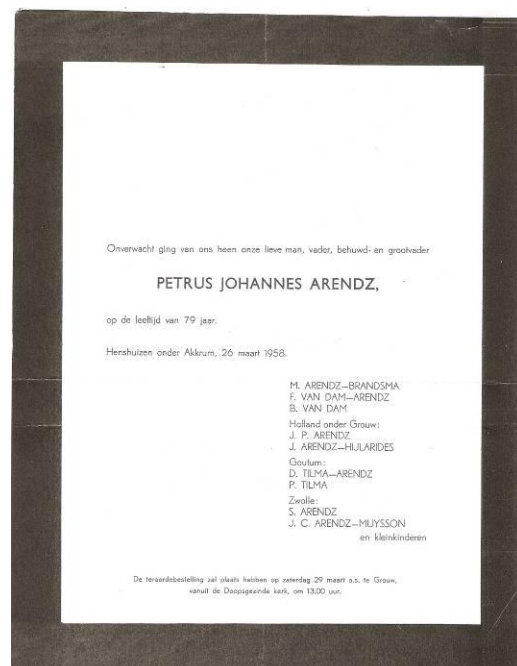 Onverwacht ging van ons heen onze lieve man, vader, behuwd- en grootvader
PETRUS JOHANNES ARENDZ,
op de leeftijd van 79 jaar.
Henshuizen onder Akkrum, 26 maart 1958.
M. ARENDZ—BRANDSMA
F. VAN DAM—ARENDZ
B. VAN DAM
Holland onder Grouw:
J. P. ARENDZ
J. ARENDZ—HIJLARIDES
Goutum:
D. TILMA—ARENDZ
P. TILMA
Zwolle:
S. ARENDZ
J. C. ARENDZ—MUYSSON
en kleinkinderen
De teraardebestelling zal plaats hebben op zaterdag 29 maart a.s. te Grouw,
vanuit de Doopsgezinde kerk, om 13.00 uur.